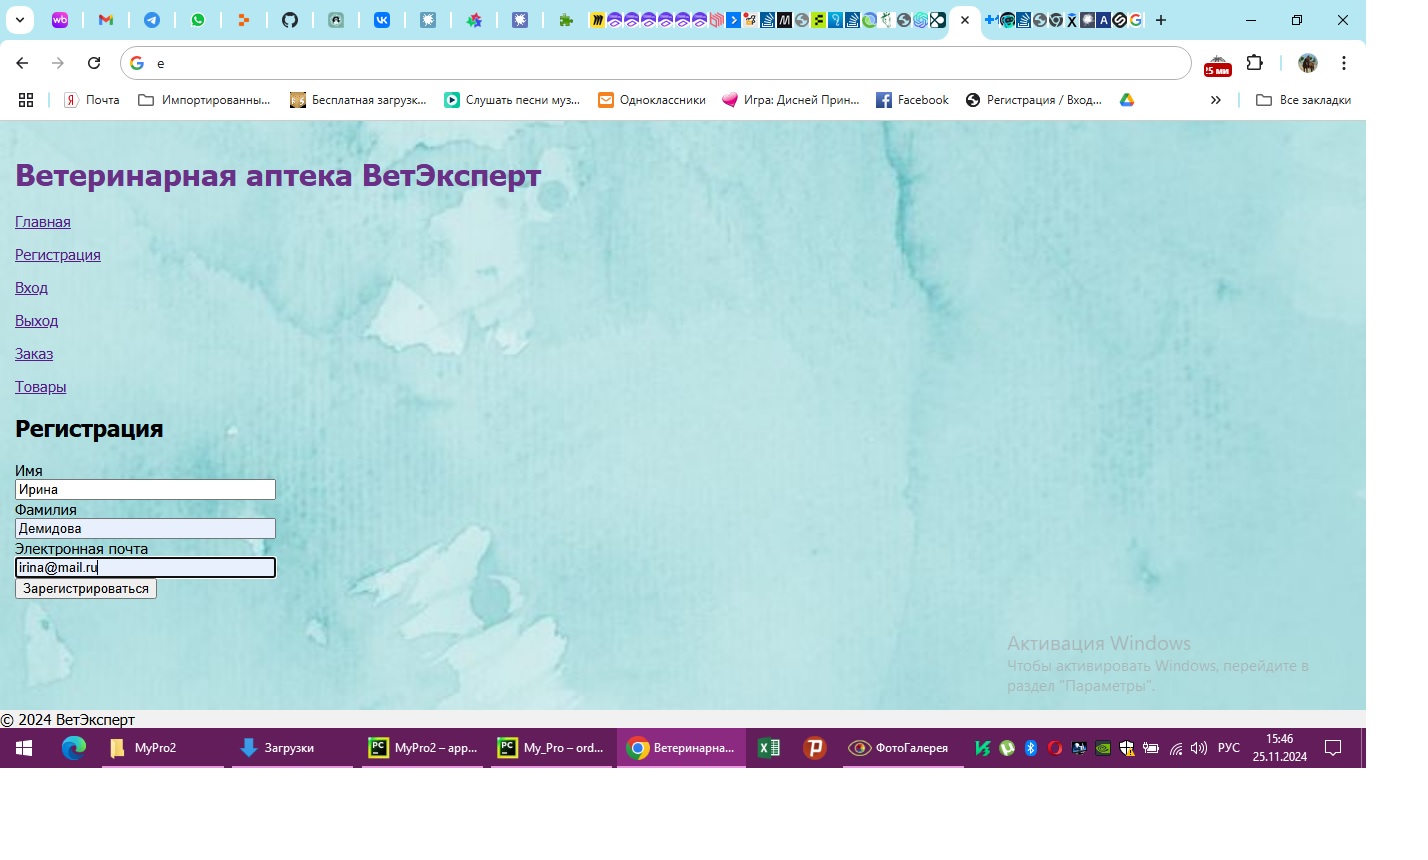 е
!5 ми
Почта
Импортированны...
Бесплатная загрузк...
Слушать песни муз...
Одноклассники
Игра: Дисней Прин...
Facebook
Регистрация / Вход...
Все закладки
Ветеринарная аптека ВетЭксперт
Главная
Регистрация
Вход
Выход
Заказ
Товары
Регистрация
Имя
Ирина
Фамилия
Демидова
Электронная почта
irina@mail.ru
Зарегистрироваться
Активация Windows
Чтобы активировать Windows, перейдите в
раздел "Параметры".
© 2024 ВетЭксперт
MyPro2
Загрузки
MyPro2 – app...
My_Pro – ord...
Ветеринарна...
ФотоГалерея
РУС
15:46
25.11.2024